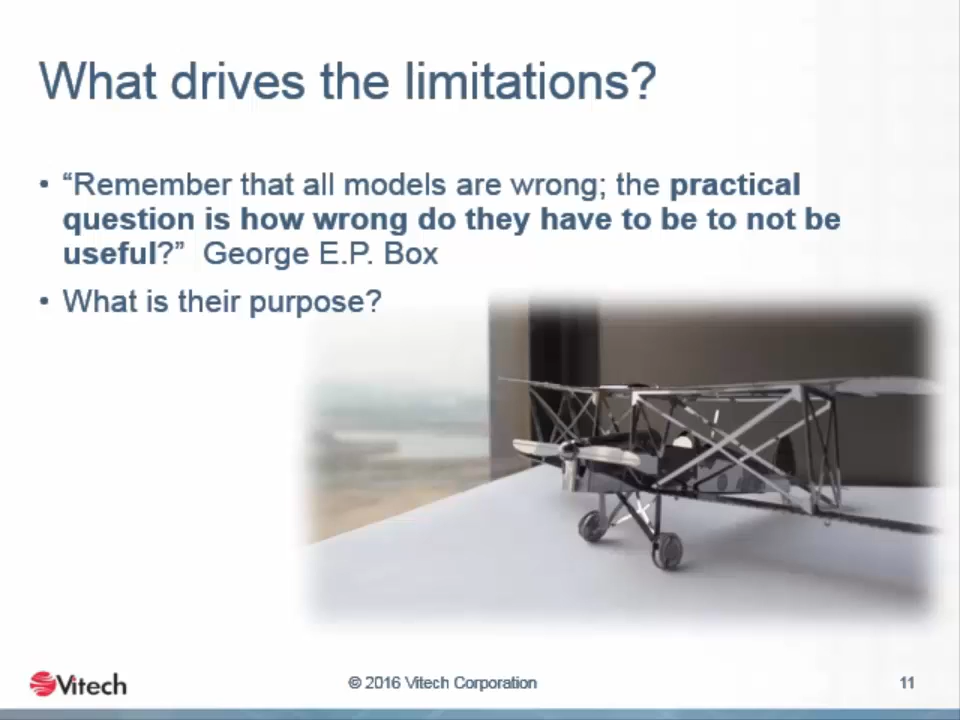 What drives the limitations?
• “Remember that all models are wrong; the practical
question is how wrong do they have to be to not be
useful?” George E.P. Box
• What is their purpose?
Vitech
© 2016 Vitech Corporation
11